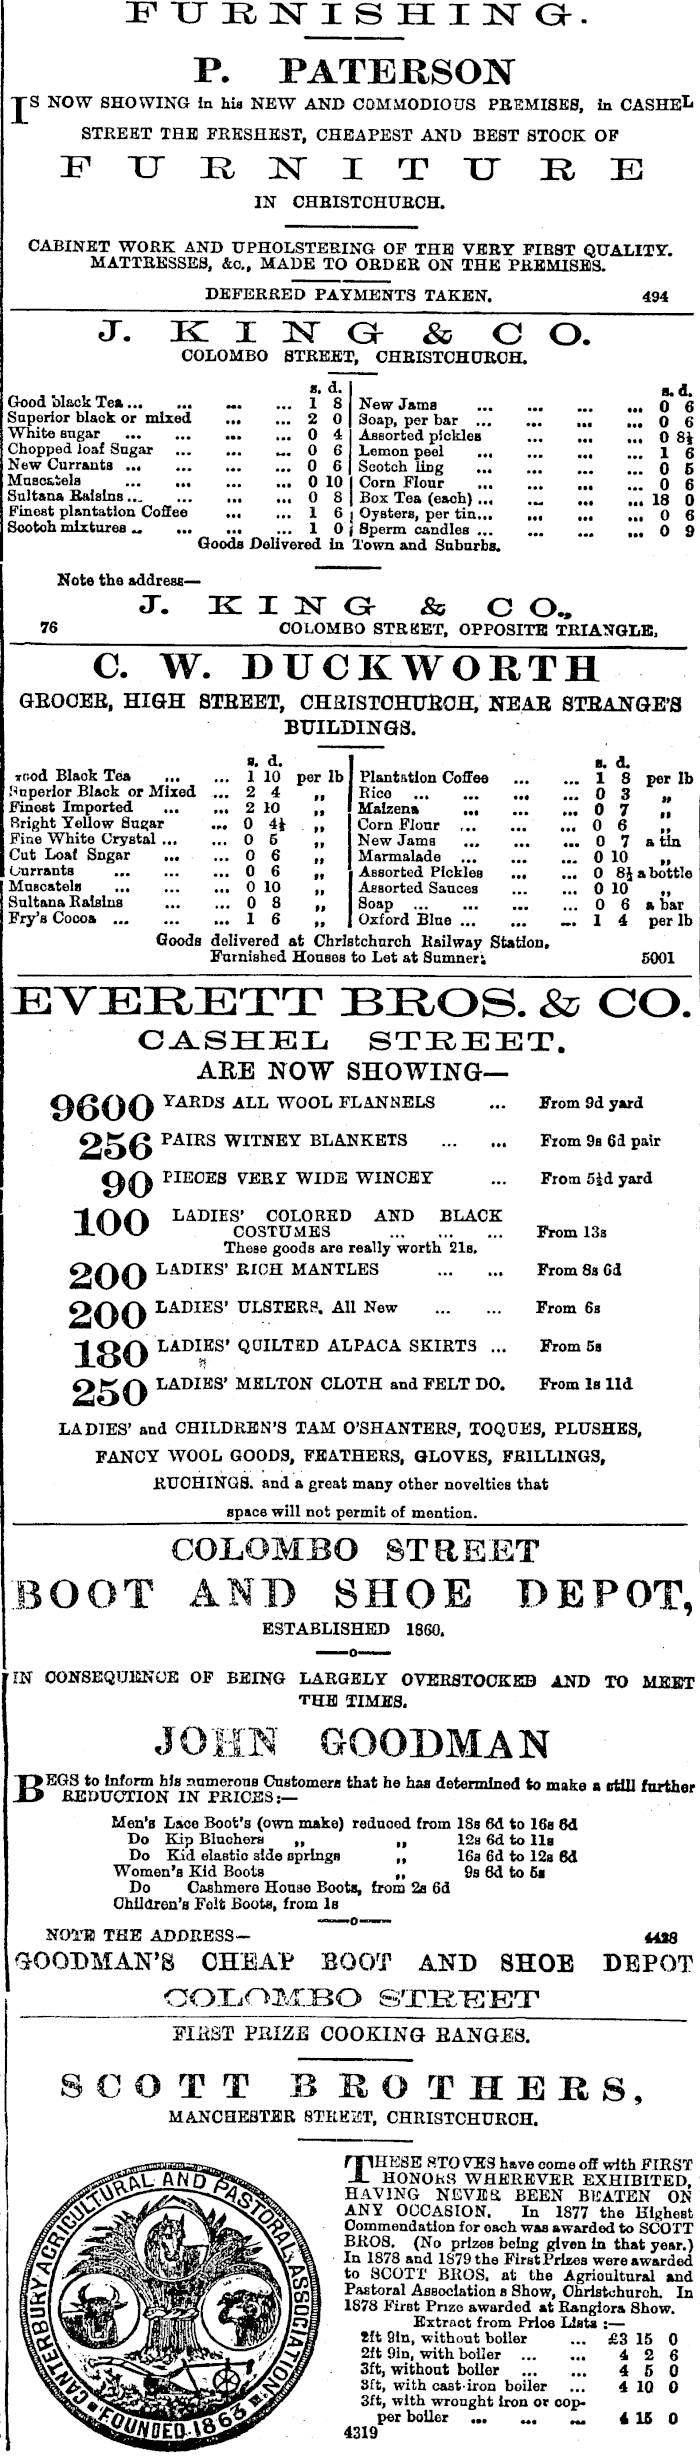 FURNISHING.
P. PATERSON
IS NOW SHOWING in his NEW AND COMMODIOUS PREMISES, in CASHEL
STREET THE FRESHEST, CHEAPEST AND BEST STOCK OF
FURNITURE
IN CHRISTCHURCH.
CABINET WORK AND UPHOLSTERING OF THE VERY FIRST QUALITY.
MATTRESSES, &c., MADE TO ORDER ON THE PREMISES.
DEFERRED PAYMENTS TAKEN. 494
J. KING & CO.
COLOMBO STREET, CHRISTCHURCH.
s. d.
Good black Tea ... ... ... ... 1 8
Superior black or mixed ... ... 2 0
White sugar ... ... ... ... 0 4
Chopped loaf Sugar ... ... ... 0 6
New Currants ... ... ... ... 0 6
Muscatels ... ... ... ... 0 10
Sultana Raisins ... ... ... ... 0 8
Finest plantation Coffee ... ... 1 6
Scotch mixtures ... ... ... ... 1 0
s. d.
New Jams ... ... ... ... 0 6
Soap, per bar ... ... ... ... 0 6
Assorted pickles ... ... ... 0 8½
Lemon peel ... ... ... ... 1 6
Scotch ling ... ... ... ... 0 5
Corn Flour ... ... ... ... 0 6
Box Tea (each) ... ... ... ... 18 0
Oysters, per tin... ... ... ... 0 6
Sperm candles ... ... ... ... 0 9
Goods Delivered in Town and Suburbs.
Note the address—
J. KING & CO.,
76 COLOMBO STREET, OPPOSITE TRIANGLE,
C. W. DUCKWORTH
GROCER, HIGH STREET, CHRISTCHURCH, NEAR STRANGE'S
BUILDINGS.
s. d.
Good Black Tea ... ... 1 10 per lb
Superior Black or Mixed ... 2 4 „
Finest Imported ... ... 2 10 „
Bright Yellow Sugar ... 0 4½ „
Fine White Crystal ... ... 0 5 „
Cut Loaf Sugar ... ... 0 6 „
Currants ... ... ... 0 6 „
Muscatels ... ... ... 0 10 „
Sultana Raisins ... ... 0 8 „
Fry's Cocoa ... ... ... 1 6 „
s. d.
Plantation Coffee ... ... 1 8 per lb
Rice ... ... ... ... 0 3 „
Maizena ... ... ... 0 7 „
Corn Flour ... ... ... 0 6 „
New Jams ... ... ... 0 7 a tin
Marmalade ... ... ... 0 10 „
Assorted Pickles ... ... 0 8½ a bottle
Assorted Sauces ... ... 0 10 „
Soap ... ... ... ... 0 6 a bar
Oxford Blue ... ... ... 1 4 per lb
Goods delivered at Christchurch Railway Station.
Furnished Houses to Let at Sumner. 5001
EVERETT BROS. & CO.
CASHEL STREET.
ARE NOW SHOWING—
9600 YARDS ALL WOOL FLANNELS ... From 9d yard
256 PAIRS WITNEY BLANKETS ... ... From 9s 6d pair
90 PIECES VERY WIDE WINCEY ... From 5½d yard
100 LADIES' COLORED AND BLACK
COSTUMES ... ... ... From 13s
These goods are really worth 21s.
200 LADIES' RICH MANTLES ... ... From 8s 6d
200 LADIES' ULSTERS. All New ... ... From 6s
180 LADIES' QUILTED ALPACA SKIRTS ... From 5s
250 LADIES' MELTON CLOTH and FELT DO. From 1s 11d
LADIES' and CHILDREN'S TAM O'SHANTERS, TOQUES, PLUSHES,
FANCY WOOL GOODS, FEATHERS, GLOVES, FRILLINGS,
RUCHINGS. and a great many other novelties that
space will not permit of mention.
COLOMBO STREET
BOOT AND SHOE DEPOT,
ESTABLISHED 1860.
IN CONSEQUENCE OF BEING LARGELY OVERSTOCKED AND TO MEET
THE TIMES.
JOHN GOODMAN
BEGS to inform his numerous Customers that he has determined to make a still further
REDUCTION IN PRICES:—
Men's Lace Boot's (own make) reduced from 18s 6d to 16s 6d
Do Kip Bluchers „ „ 12s 6d to 11s
Do Kid elastic side springs „ 16s 6d to 12s 6d
Women's Kid Boots „ 9s 6d to 5s
Do Cashmere House Boots, from 2s 6d
Children's Felt Boots, from 1s
NOTE THE ADDRESS— 4428
GOODMAN'S CHEAP BOOT AND SHOE DEPOT
COLOMBO STREET
FIRST PRIZE COOKING RANGES.
SCOTT BROTHERS,
MANCHESTER STREET, CHRISTCHURCH.
CANTERBURY AGRICULTURAL AND PASTORAL ASSOCIATION
FOUNDED 1863
THESE STOVES have come off with FIRST
HONORS WHEREVER EXHIBITED,
HAVING NEVER BEEN BEATEN ON
ANY OCCASION. In 1877 the Highest
Commendation for each was awarded to SCOTT
BROS. (No prizes being given in that year.)
In 1878 and 1879 the First Prizes were awarded
to SCOTT BROS. at the Agricultural and
Pastoral Association s Show, Christchurch. In
1878 First Prize awarded at Rangiora Show.
Extract from Price Lists :—
2ft 9in, without boiler ... £3 15 0
2ft 9in, with boiler ... ... 4 2 6
3ft, without boiler ... ... 4 5 0
3ft, with cast-iron boiler ... 4 10 0
3ft, with wrought iron or cop-
per boiler ... ... ... 4 15 0
4319